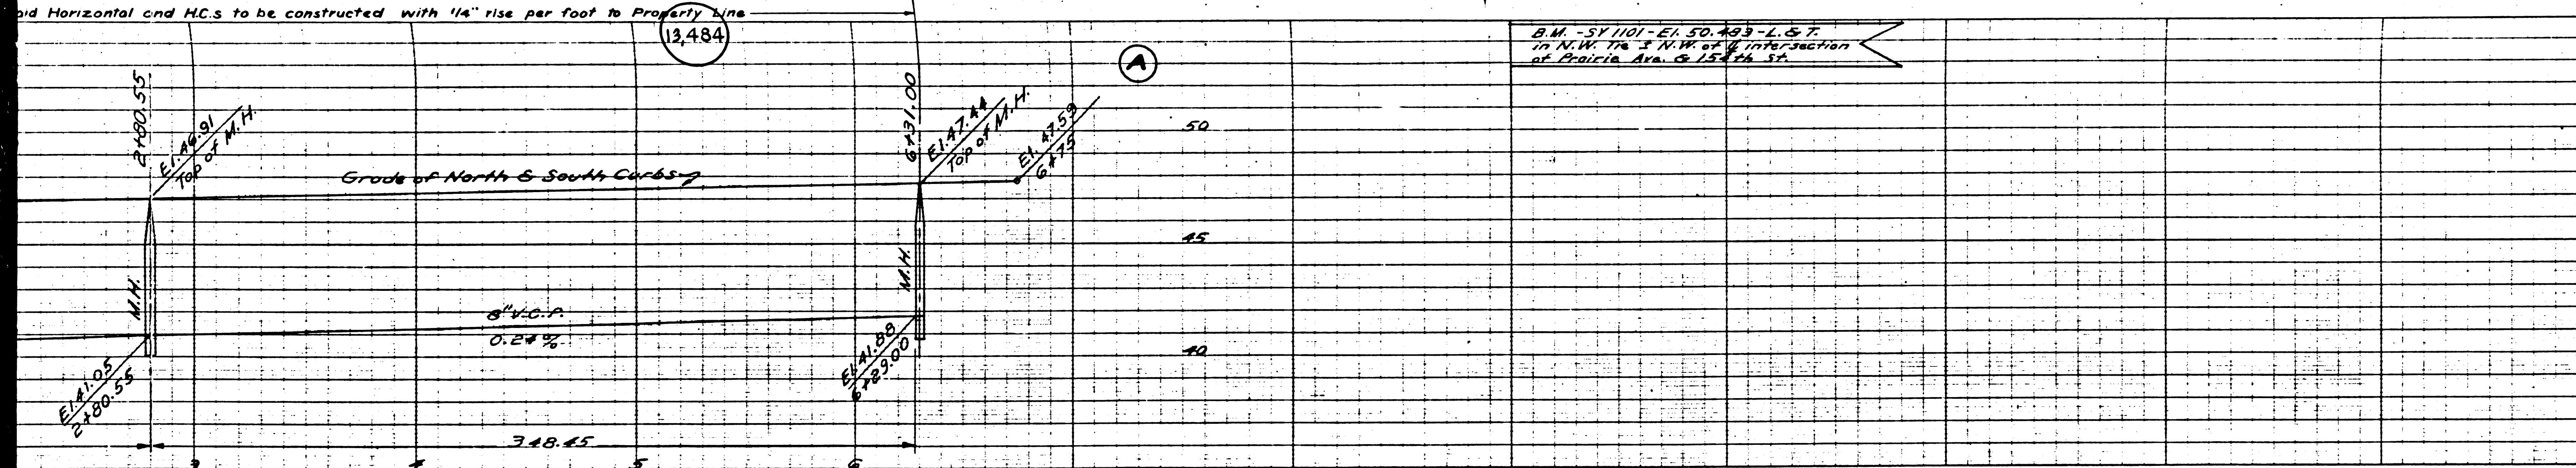 aid Horizontal and H.C.s to be constructed with 1/4" rise per foot to Property Line
13,484
A
B.M. - SY 1101 - El. 50.483 - L. & T.
in N.W. Tie 1 N.W. of ℄ intersection
of Prairie Ave. & 154th St.
2+80.55
El. 46.91
Top of M.H.
6+31.00
El. 47.44
Top of M.H.
El. 47.59
6+75
50
Grade of North & South Curbs
45
M.H.
M.H.
8" V.C.P.
0.24%
40
El. 41.05
2+80.55
El. 41.88
6+29.00
348.45
3
4
5
6